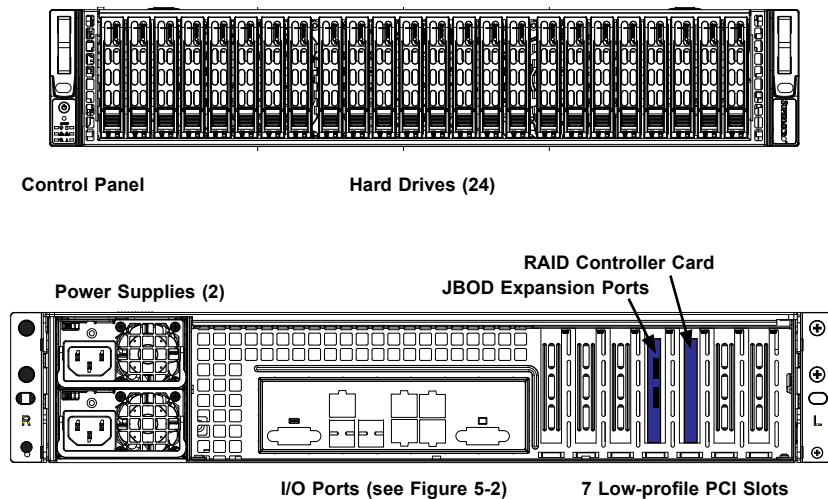 Control Panel
Hard Drives (24)
RAID Controller Card
JBOD Expansion Ports
Power Supplies (2)
R
L
I/O Ports (see Figure 5-2)
7 Low-profile PCI Slots